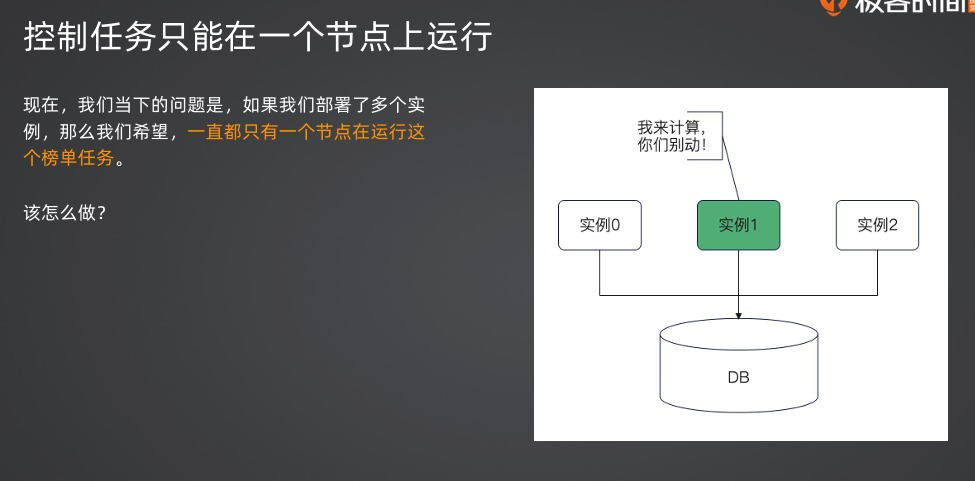 极客时间
控制任务只能在一个节点上运行
现在，我们当下的问题是，如果我们部署了多个实
例，那么我们希望，一直都只有一个节点在运行这
个榜单任务。
该怎么做？
我来计算，
你们别动！
实例0
实例1
实例2
DB